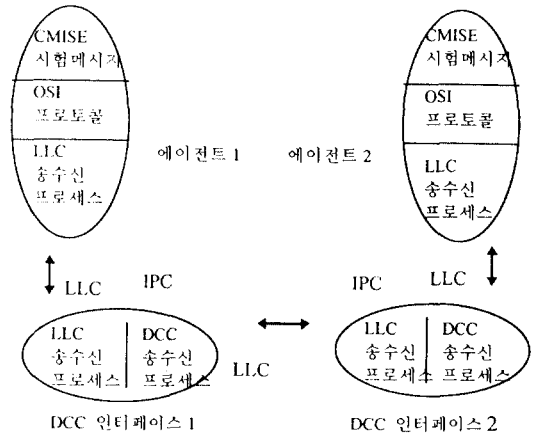 CMISE
시험메시지
OSI
프로토콜
LLC
송수신
프로세스
에이전트 1
에이전트 2
CMISE
시험메시지
OSI
프로토콜
LLC
송수신
프로세스
LLC
IPC
IPC
LLC
LLC
송수신
프로세스
DCC
송수신
프로세스
LLC
LLC
송수신
프로세스
DCC
송수신
프로세스
DCC 인터페이스 1
DCC 인터페이스 2